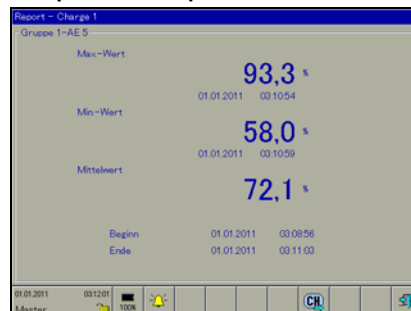 Report - Charge 1
Gruppe 1-AE 5
Max-Wert
93,3 %
01.01.2011 03:10:54
Min-Wert
58,0 %
01.01.2011 03:10:59
Mittelwert
72,1 %
Beginn 01.01.2011 03:08:56
Ende 01.01.2011 03:11:03
01.01.2011 03:12:01
Master 100% CH